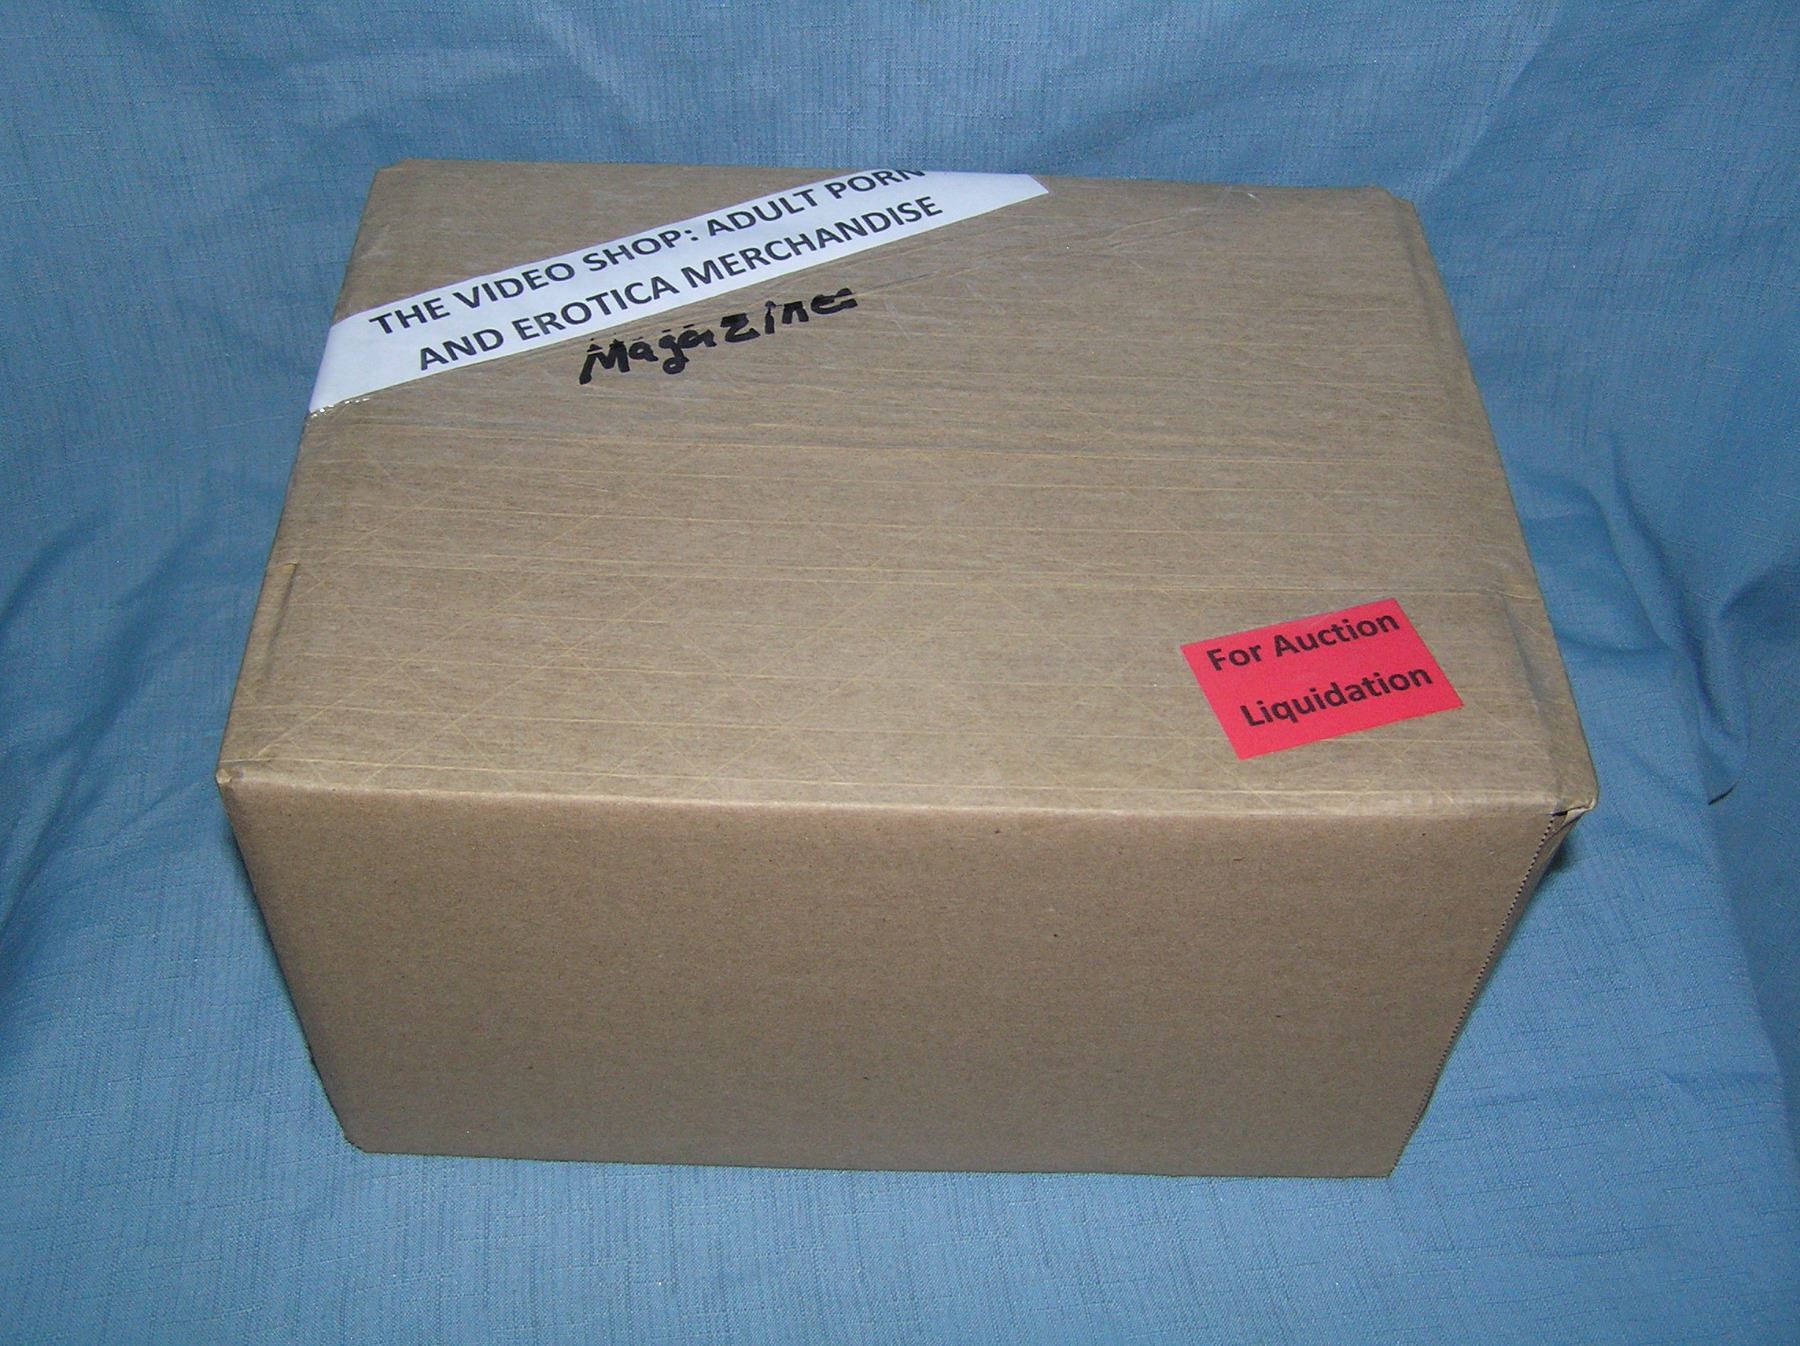 THE VIDEO SHOP: ADULT PORN
AND EROTICA MERCHANDISE
Magazines
For Auction
Liquidation